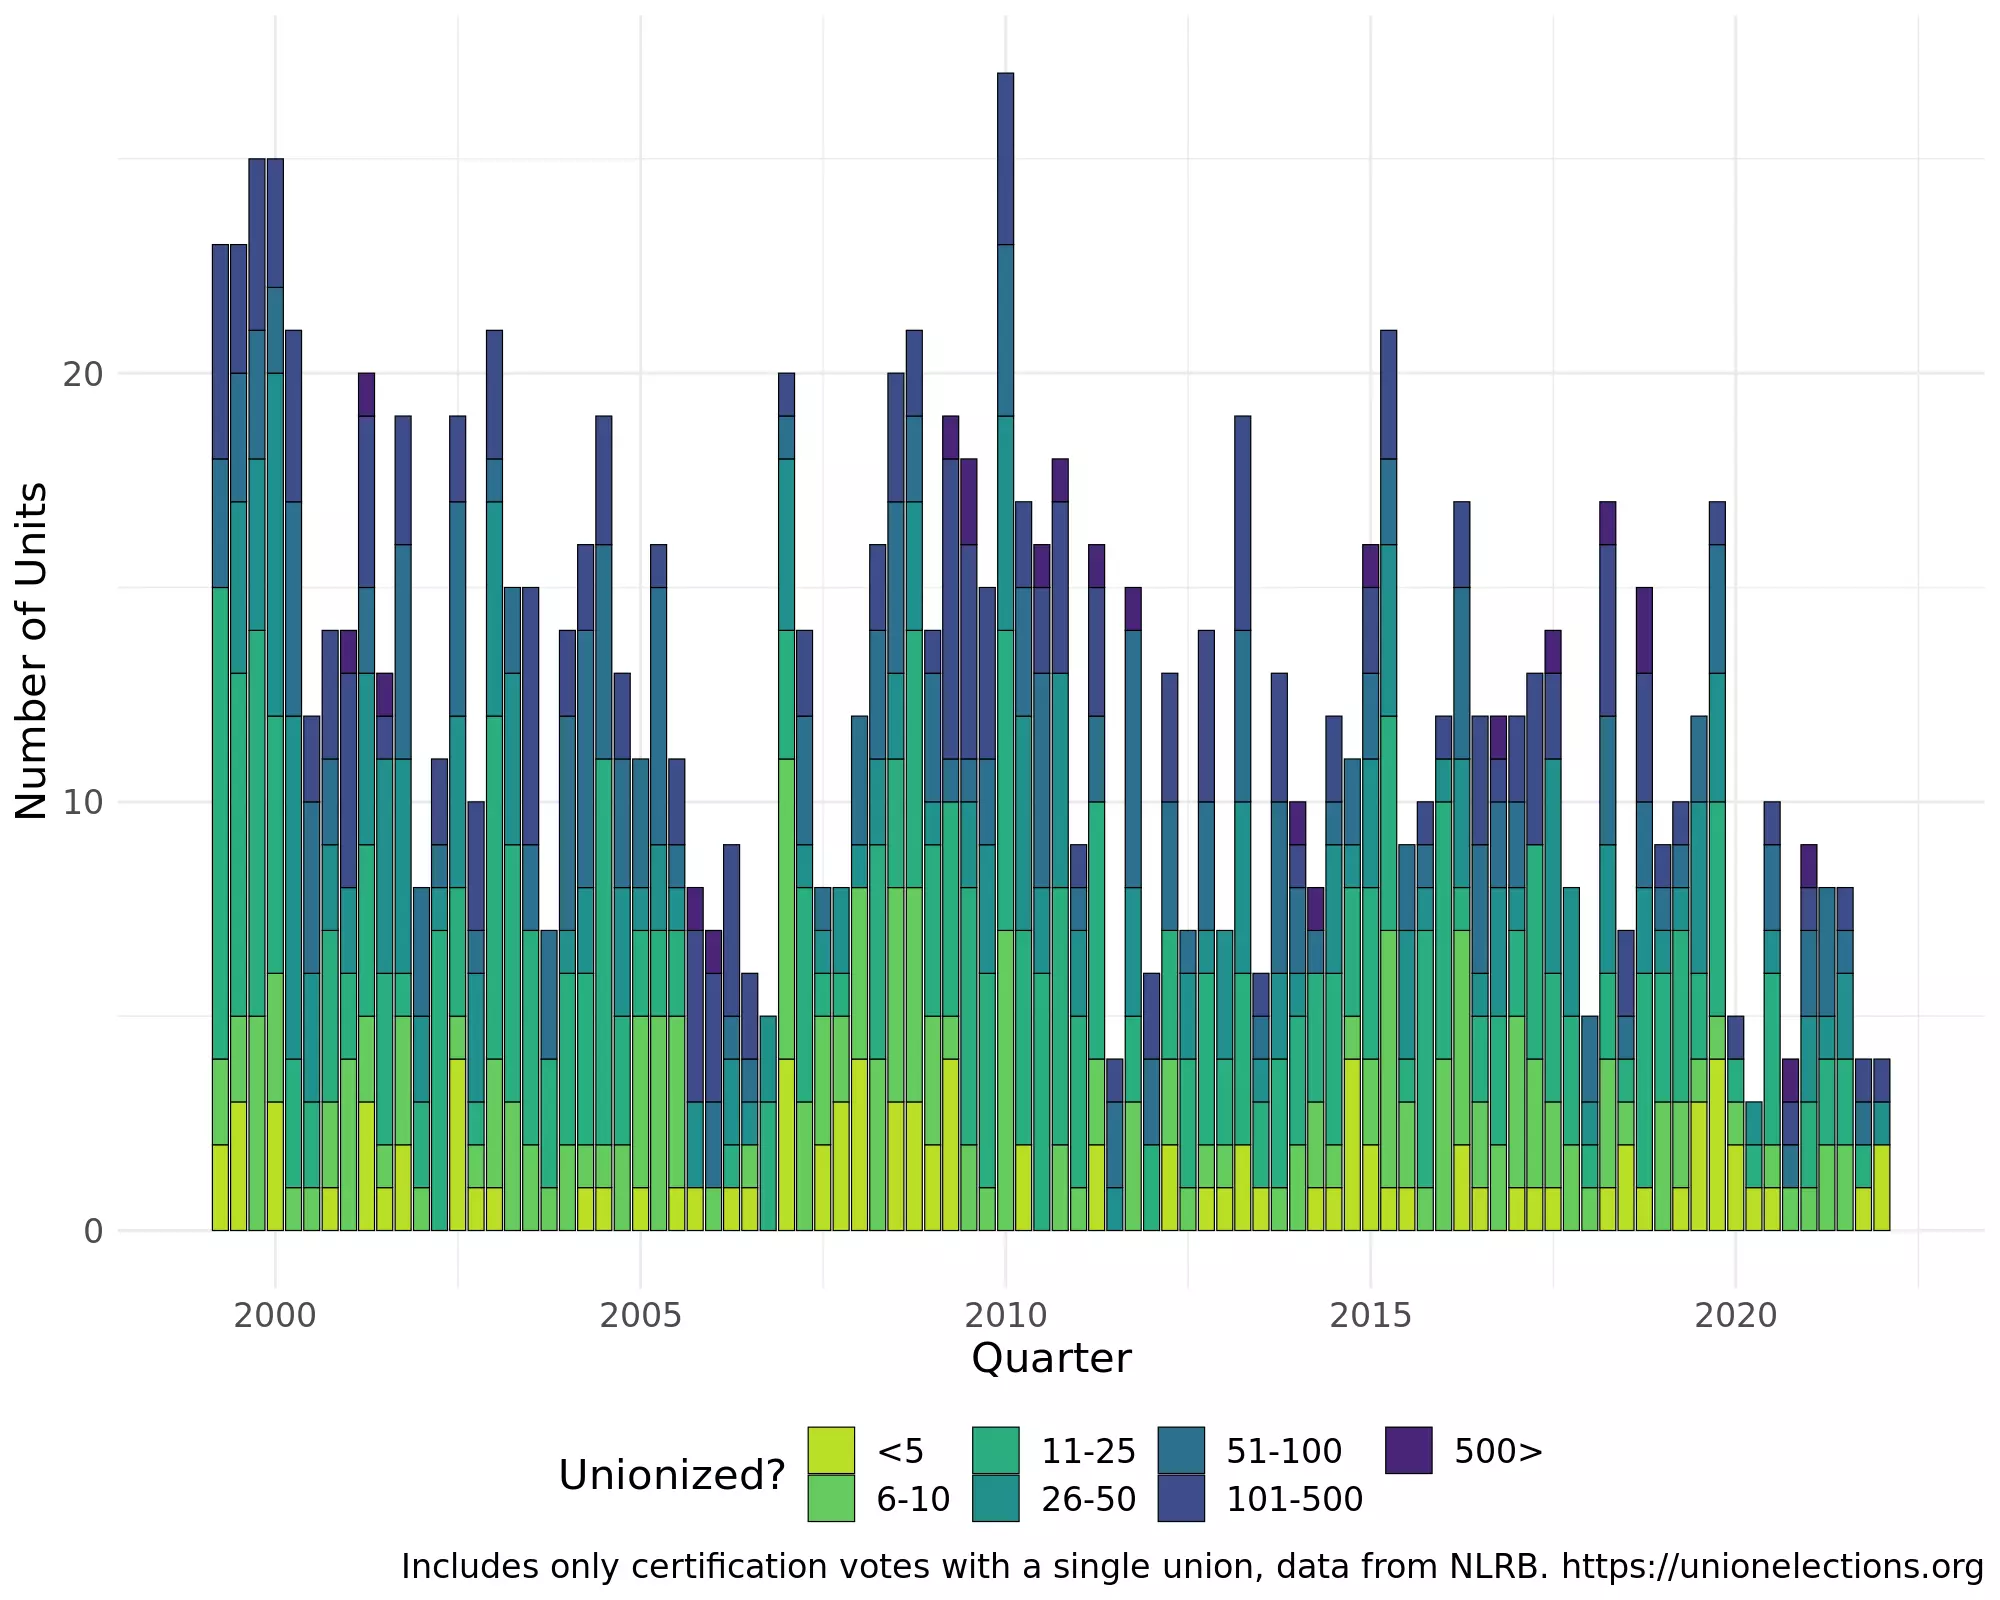 Number of Units
20
10
0
2000 2005 2010 2015 2020
Quarter
Unionized?
<5 11-25 51-100 500>
6-10 26-50 101-500
Includes only certification votes with a single union, data from NLRB. https://unionelections.org